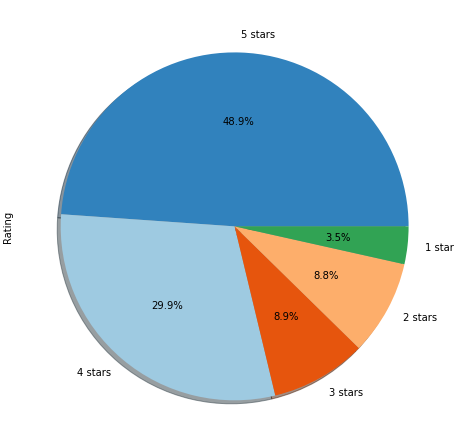 5 stars
48.9%
Rating
3.5%
1 star
8.8%
29.9%
8.9%
2 stars
4 stars
3 stars